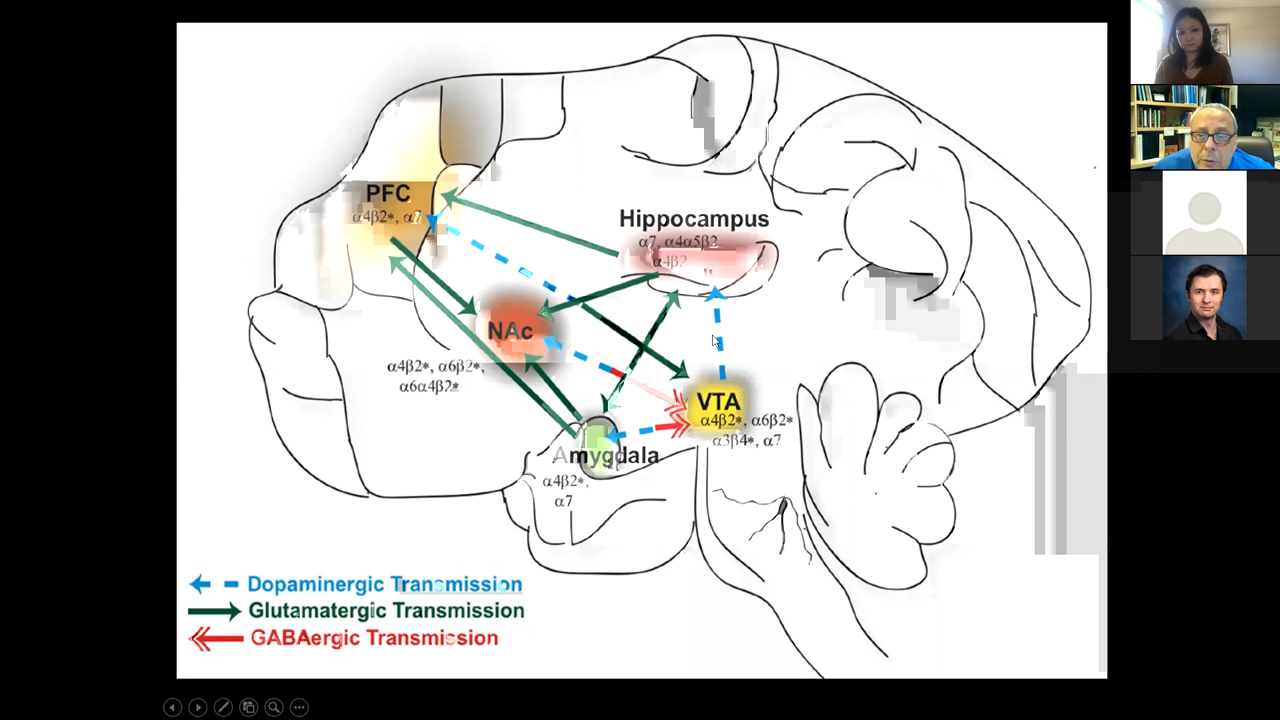 PFC
α4β2*, α7
Hippocampus
α7, α4α5β2
α4β2
NAc
α4β2*, α6β2*,
α6α4β2*
VTA
α4β2*, α6β2*
α3β4*, α7
Amygdala
α4β2*,
α7
Dopaminergic Transmission
Glutamatergic Transmission
GABAergic Transmission